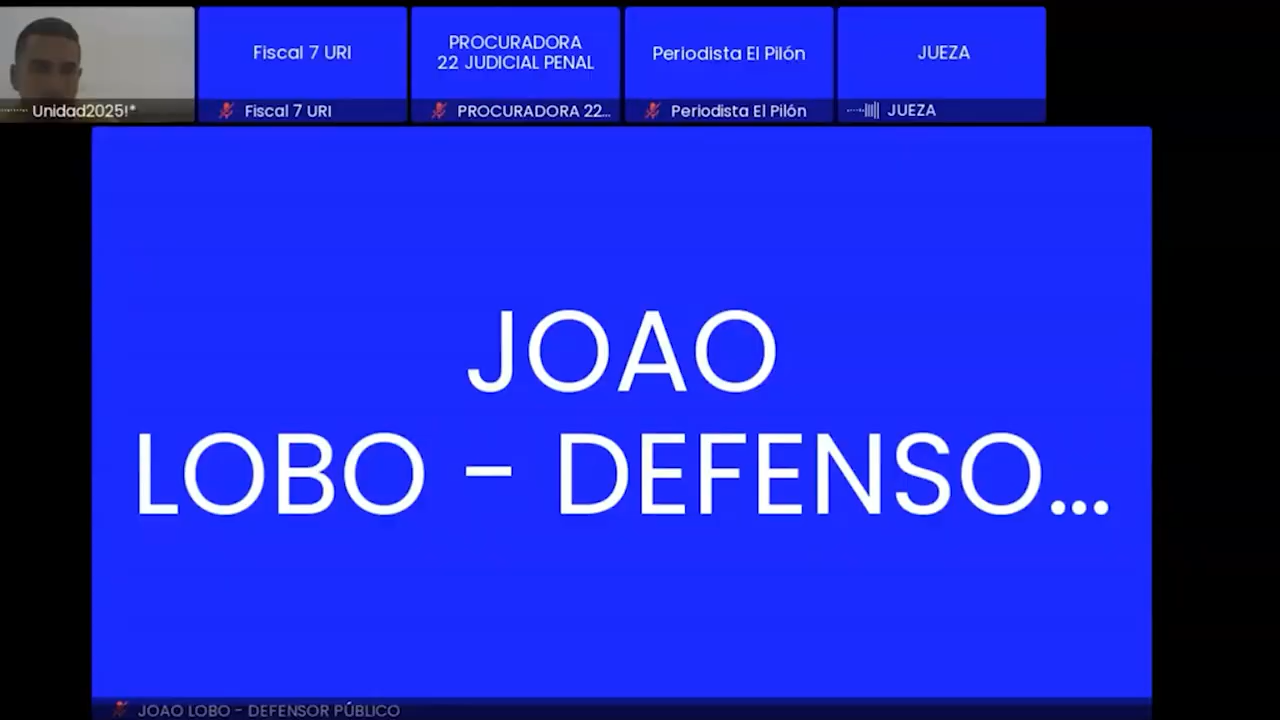 Fiscal 7 URI
PROCURADORA
22 JUDICIAL PENAL
Periodista El Pilón
JUEZA
Unidad2025!*
Fiscal 7 URI
PROCURADORA 22...
Periodista El Pilón
JUEZA
JOAO
LOBO - DEFENSO...
JOAO LOBO - DEFENSOR PÚBLICO